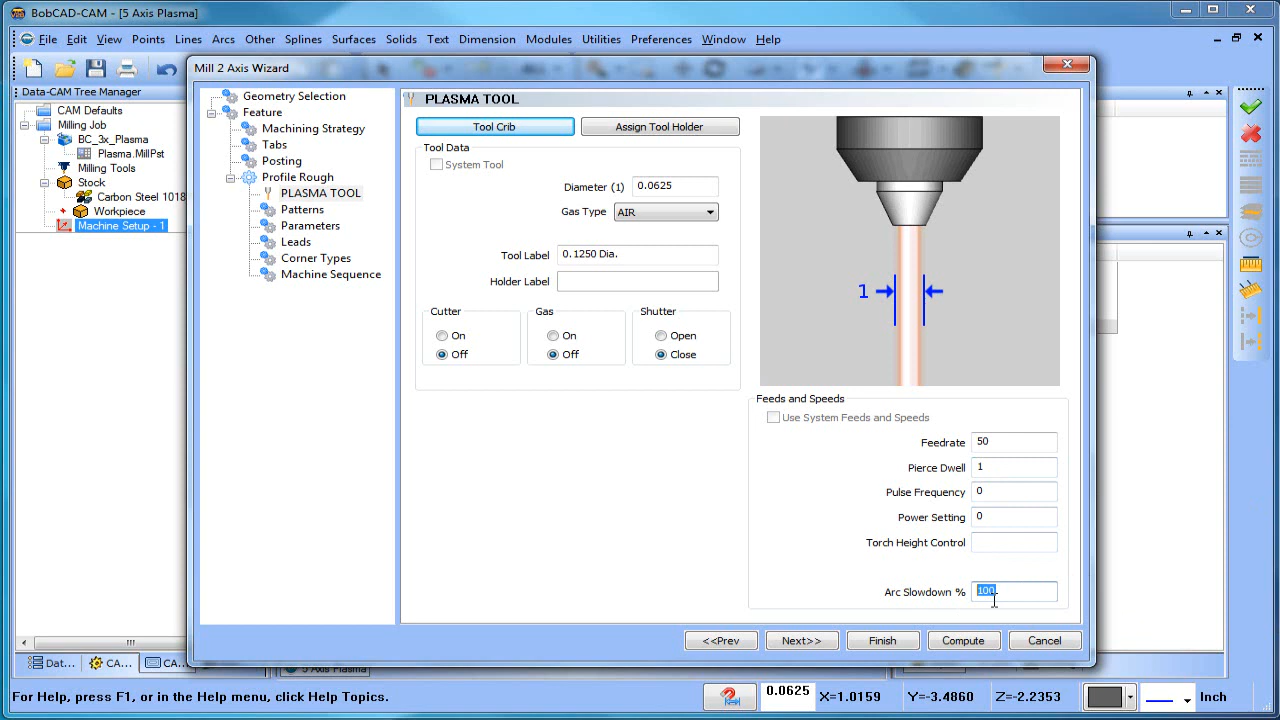 BobCAD-CAM - [5 Axis Plasma]
File Edit View Points Lines Arcs Other Splines Surfaces Solids Text Dimension Modules Utilities Preferences Window Help
Data-CAM Tree Manager
CAM Defaults
Milling Job
BC_3x_Plasma
Plasma.MillPst
Milling Tools
Stock
Carbon Steel 1018
Workpiece
Machine Setup - 1
Mill 2 Axis Wizard
Geometry Selection
Feature
Machining Strategy
Tabs
Posting
Profile Rough
PLASMA TOOL
Patterns
Parameters
Leads
Corner Types
Machine Sequence
PLASMA TOOL
Tool Crib
Assign Tool Holder
Tool Data
System Tool
Diameter (1) 0.0625
Gas Type AIR
Tool Label 0.1250 Dia.
Holder Label
Cutter Gas Shutter
On On Open
Off Off Close
1
Feeds and Speeds
Use System Feeds and Speeds
Feedrate 50
Pierce Dwell 1
Pulse Frequency 0
Power Setting 0
Torch Height Control
Arc Slowdown % 100
<<Prev Next>> Finish Compute Cancel
Dat... CA... CA... 5 Axis Plasma
For Help, press F1, or in the Help menu, click Help Topics. 0.0625 X=1.0159 Y=-3.4860 Z=-2.2353 Inch